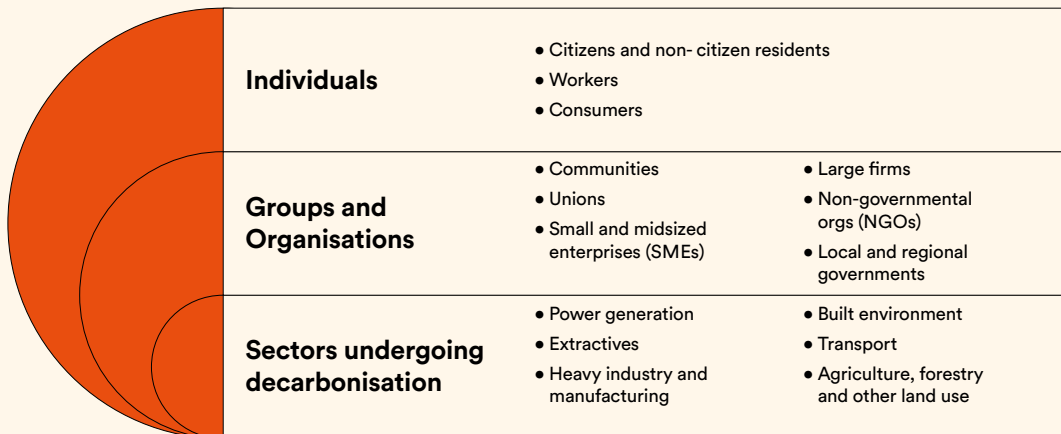 Individuals
● Citizens and non- citizen residents
● Workers
● Consumers
Groups and
Organisations
● Communities
● Unions
● Small and midsized
enterprises (SMEs)
● Large firms
● Non-governmental
orgs (NGOs)
● Local and regional
governments
Sectors undergoing
decarbonisation
● Power generation
● Extractives
● Heavy industry and
manufacturing
● Built environment
● Transport
● Agriculture, forestry
and other land use